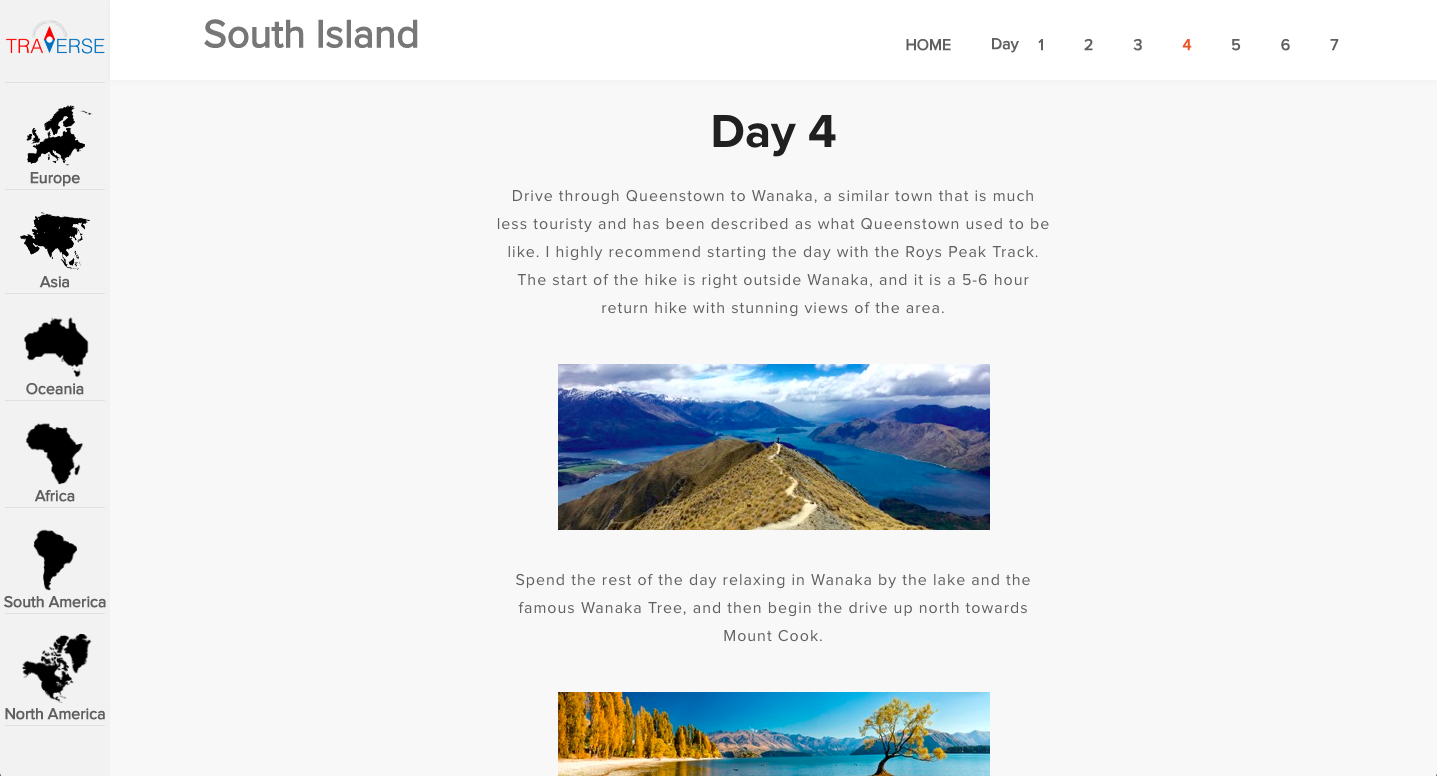 TRAVERSE
South Island
HOME Day 1 2 3 4 5 6 7
Europe
Asia
Oceania
Africa
South America
North America
Day 4
Drive through Queenstown to Wanaka, a similar town that is much
less touristy and has been described as what Queenstown used to be
like. I highly recommend starting the day with the Roys Peak Track.
The start of the hike is right outside Wanaka, and it is a 5-6 hour
return hike with stunning views of the area.
Spend the rest of the day relaxing in Wanaka by the lake and the
famous Wanaka Tree, and then begin the drive up north towards
Mount Cook.